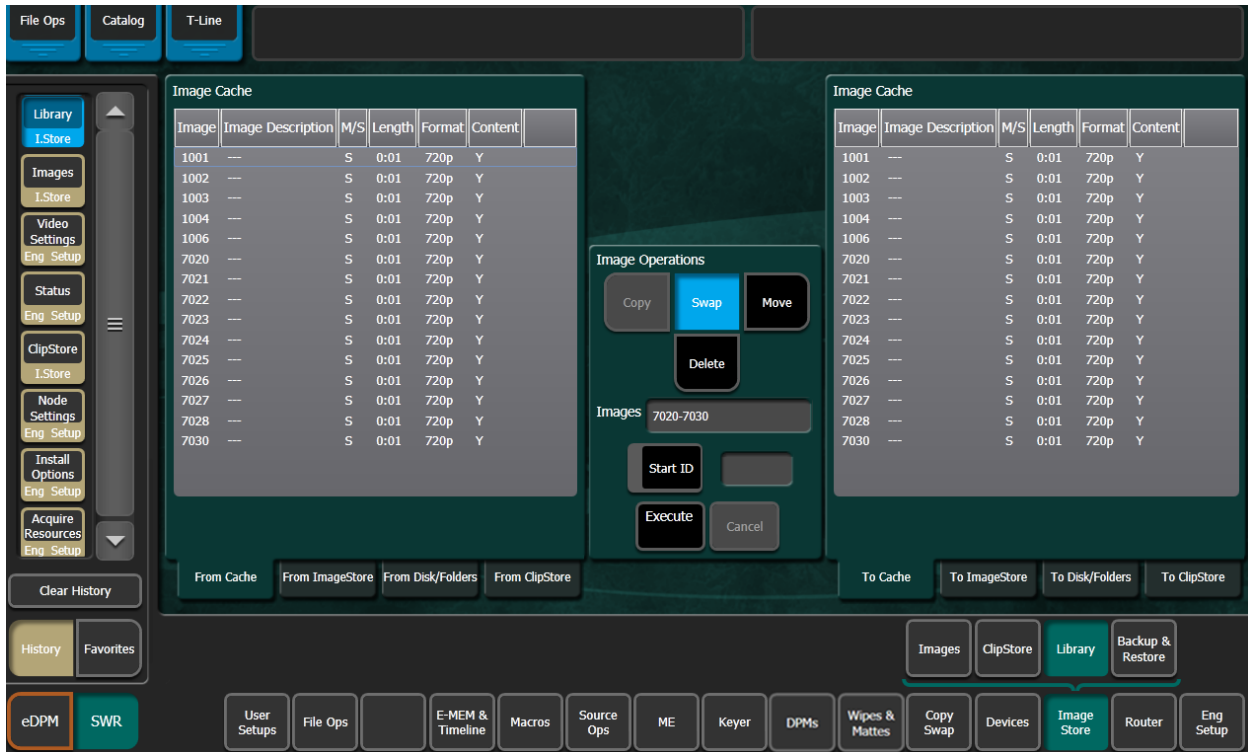 File Ops Catalog T-Line
Library
I.Store
Images
I.Store
Video
Settings
Eng Setup
Status
Eng Setup
ClipStore
I.Store
Node
Settings
Eng Setup
Install
Options
Eng Setup
Acquire
Resources
Eng Setup
Clear History
History Favorites
Image Cache
Image Image Description M/S Length Format Content
1001 --- S 0:01 720p Y
1002 --- S 0:01 720p Y
1003 --- S 0:01 720p Y
1004 --- S 0:01 720p Y
1006 --- S 0:01 720p Y
7020 --- S 0:01 720p Y
7021 --- S 0:01 720p Y
7022 --- S 0:01 720p Y
7023 --- S 0:01 720p Y
7024 --- S 0:01 720p Y
7025 --- S 0:01 720p Y
7026 --- S 0:01 720p Y
7027 --- S 0:01 720p Y
7028 --- S 0:01 720p Y
7030 --- S 0:01 720p Y
From Cache From ImageStore From Disk/Folders From ClipStore
Image Operations
Copy Swap Move
Delete
Images 7020-7030
Start ID
Execute Cancel
Image Cache
Image Image Description M/S Length Format Content
1001 --- S 0:01 720p Y
1002 --- S 0:01 720p Y
1003 --- S 0:01 720p Y
1004 --- S 0:01 720p Y
1006 --- S 0:01 720p Y
7020 --- S 0:01 720p Y
7021 --- S 0:01 720p Y
7022 --- S 0:01 720p Y
7023 --- S 0:01 720p Y
7024 --- S 0:01 720p Y
7025 --- S 0:01 720p Y
7026 --- S 0:01 720p Y
7027 --- S 0:01 720p Y
7028 --- S 0:01 720p Y
7030 --- S 0:01 720p Y
To Cache To ImageStore To Disk/Folders To ClipStore
Images ClipStore Library Backup &
Restore
eDPM SWR
User
Setups
File Ops
E-MEM &
Timeline
Macros
Source
Ops
ME
Keyer
DPMs
Wipes &
Mattes
Copy
Swap
Devices
Image
Store
Router
Eng
Setup